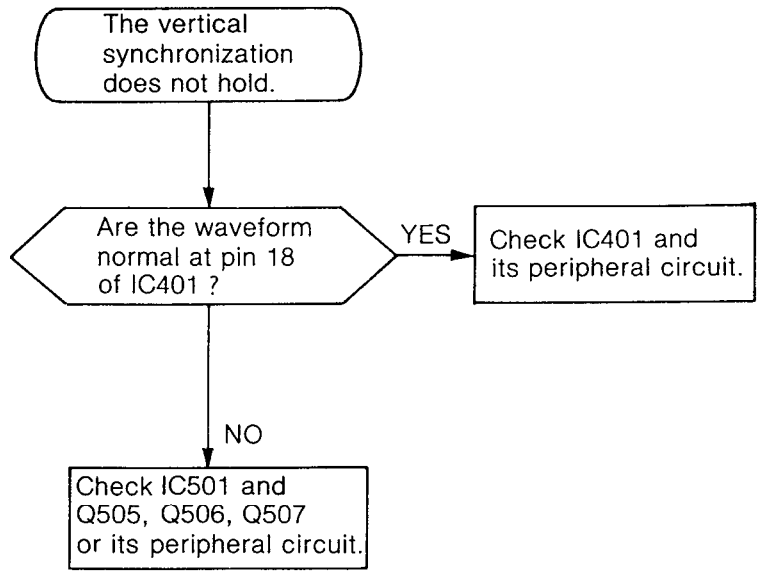 The vertical
synchronization
does not hold.
Are the waveform
normal at pin 18
of IC401 ?
YES
Check IC401 and
its peripheral circuit.
NO
Check IC501 and
Q505, Q506, Q507
or its peripheral circuit.